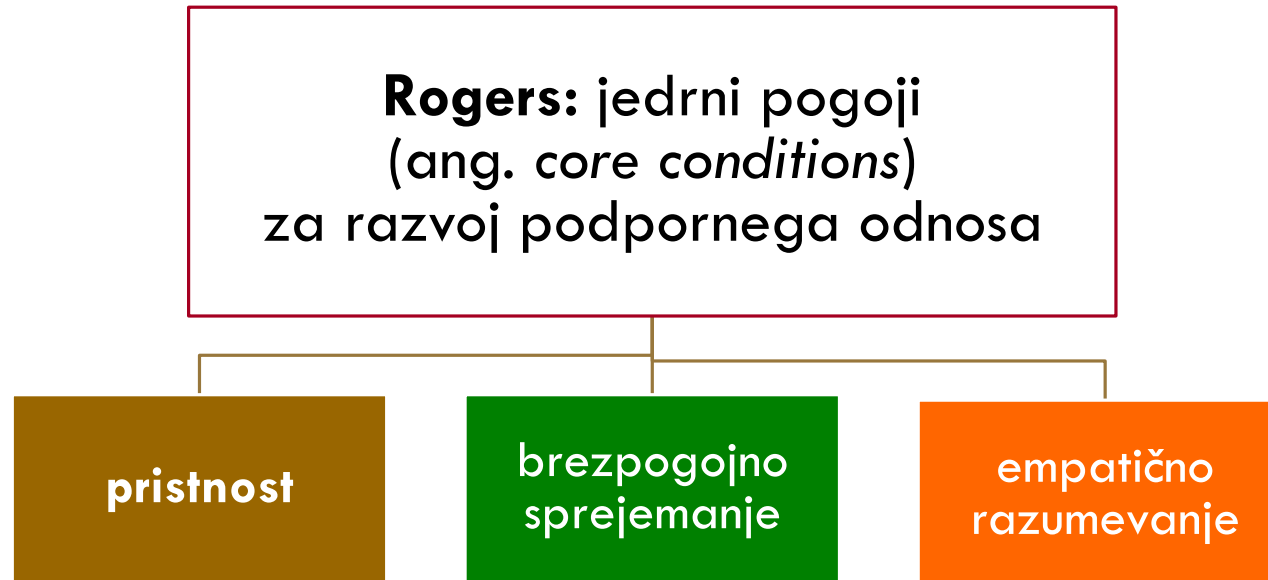 Rogers: jedrni pogoji
(ang. core conditions)
za razvoj podpornega odnosa
pristnost
brezpogojno
sprejemanje
empatično
razumevanje